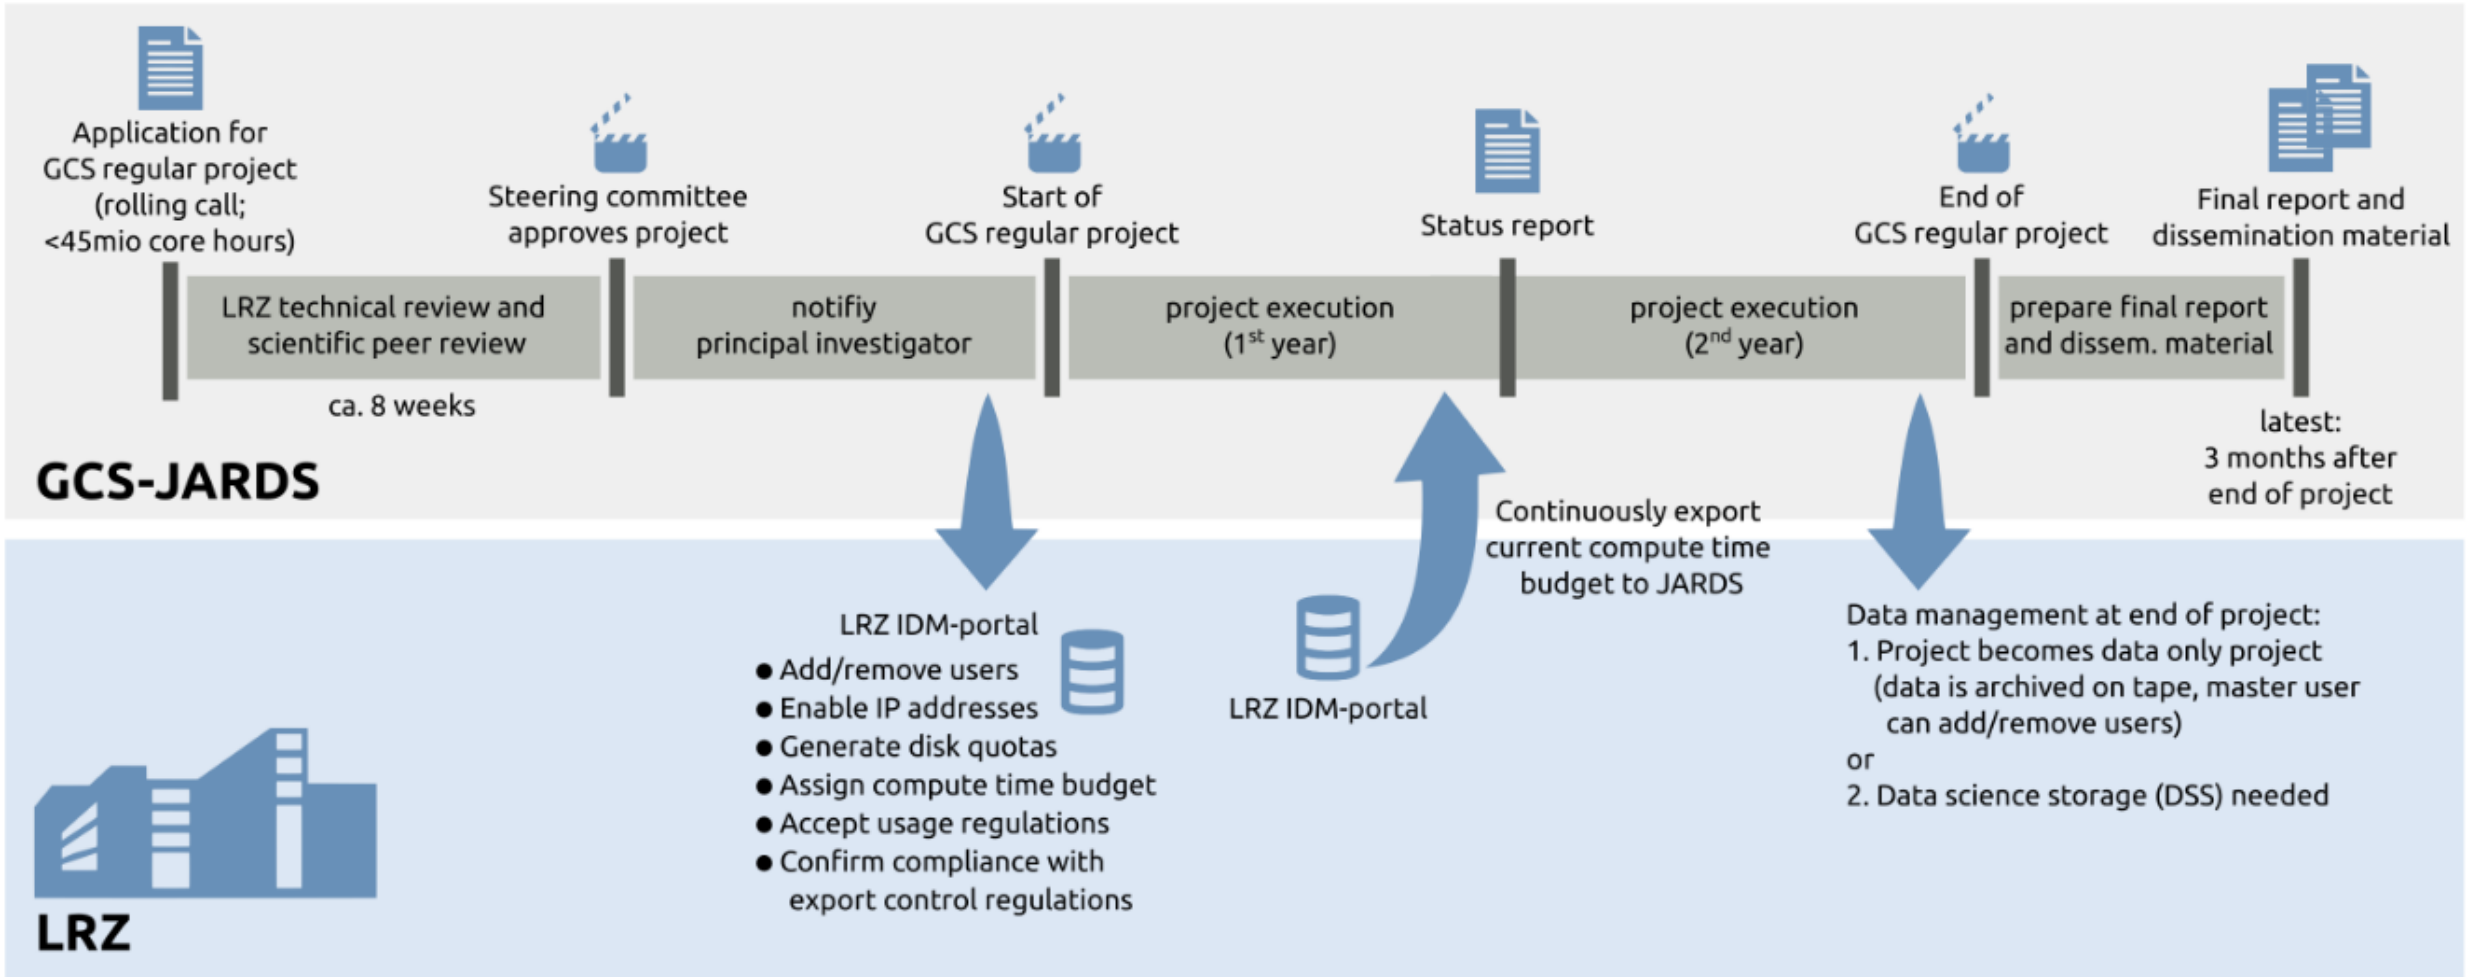 Application for
GCS regular project
(rolling call;
<45mio core hours)
Steering committee
approves project
Start of
GCS regular project
Status report
End of
GCS regular project
Final report and
dissemination material
LRZ technical review and
scientific peer review
notifiy
principal investigator
project execution
(1st year)
project execution
(2nd year)
prepare final report
and dissem. material
ca. 8 weeks
latest:
3 months after
end of project
GCS-JARDS
Continuously export
current compute time
budget to JARDS
LRZ IDM-portal
● Add/remove users
● Enable IP addresses
● Generate disk quotas
● Assign compute time budget
● Accept usage regulations
● Confirm compliance with
export control regulations
LRZ IDM-portal
Data management at end of project:
1. Project becomes data only project
(data is archived on tape, master user
can add/remove users)
or
2. Data science storage (DSS) needed
LRZ